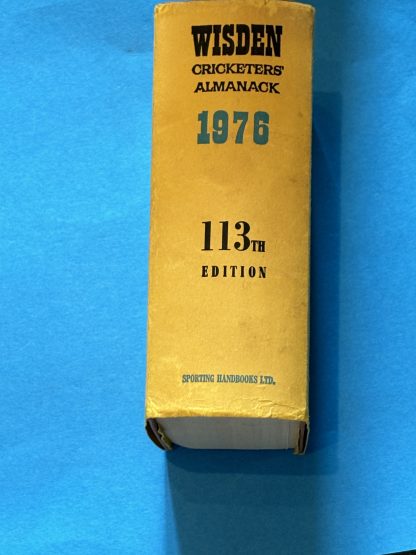 WISDEN
CRICKETERS'
ALMANACK
1976
113TH
EDITION
SPORTING HANDBOOKS LTD.